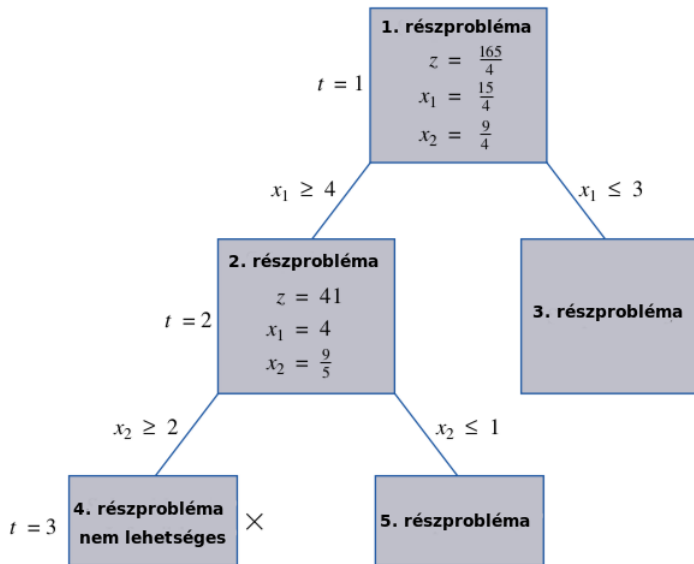 1. részprobléma
z = 165/4
t = 1
x₁ = 15/4
x₂ = 9/4
x₁ ≥ 4
x₁ ≤ 3
2. részprobléma
z = 41
t = 2
x₁ = 4
x₂ = 9/5
3. részprobléma
x₂ ≥ 2
x₂ ≤ 1
t = 3
4. részprobléma
nem lehetséges
×
5. részprobléma